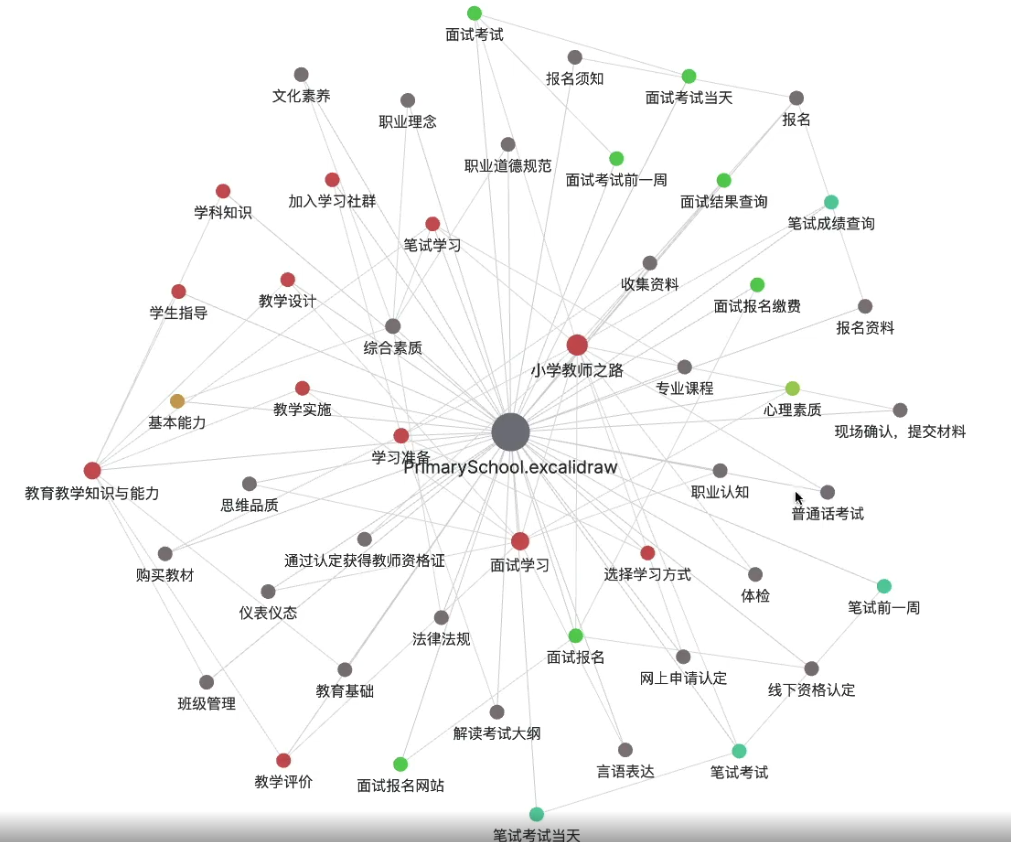 面试考试
报名须知
文化素养
面试考试当天
职业理念
报名
职业道德规范
面试考试前一周
加入学习社群
面试结果查询
学科知识
笔试成绩查询
笔试学习
收集资料
教学设计
面试报名缴费
学生指导
报名资料
综合素质
小学教师之路
专业课程
教学实施
心理素质
基本能力
现场确认，提交材料
学习准备
PrimarySchool.excalidraw
教育教学知识与能力
职业认知
思维品质
普通话考试
通过认定获得教师资格证
面试学习
购买教材
选择学习方式
体检
仪表仪态
笔试前一周
法律法规
面试报名
网上申请认定
教育基础
线下资格认定
班级管理
解读考试大纲
言语表达
笔试考试
教学评价
面试报名网站
笔试考试当天